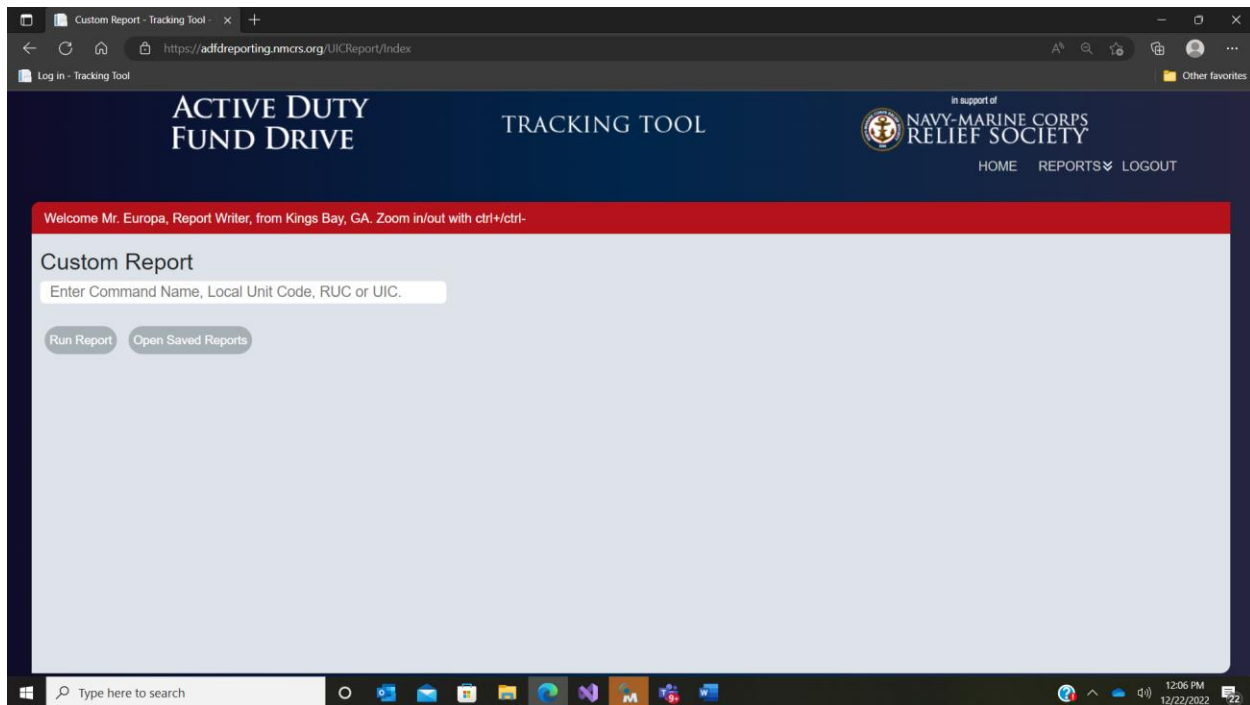 Custom Report - Tracking Tool -
https://adfdreporting.nmcrs.org/UICReport/Index
Log in - Tracking Tool
Other favorites
ACTIVE DUTY
FUND DRIVE
TRACKING TOOL
in support of
NAVY-MARINE CORPS
RELIEF SOCIETY
HOME REPORTS LOGOUT
Welcome Mr. Europa, Report Writer, from Kings Bay, GA. Zoom in/out with ctrl+/ctrl-
Custom Report
Enter Command Name, Local Unit Code, RUC or UIC.
Run Report Open Saved Reports
Type here to search
12:06 PM
12/22/2022
22